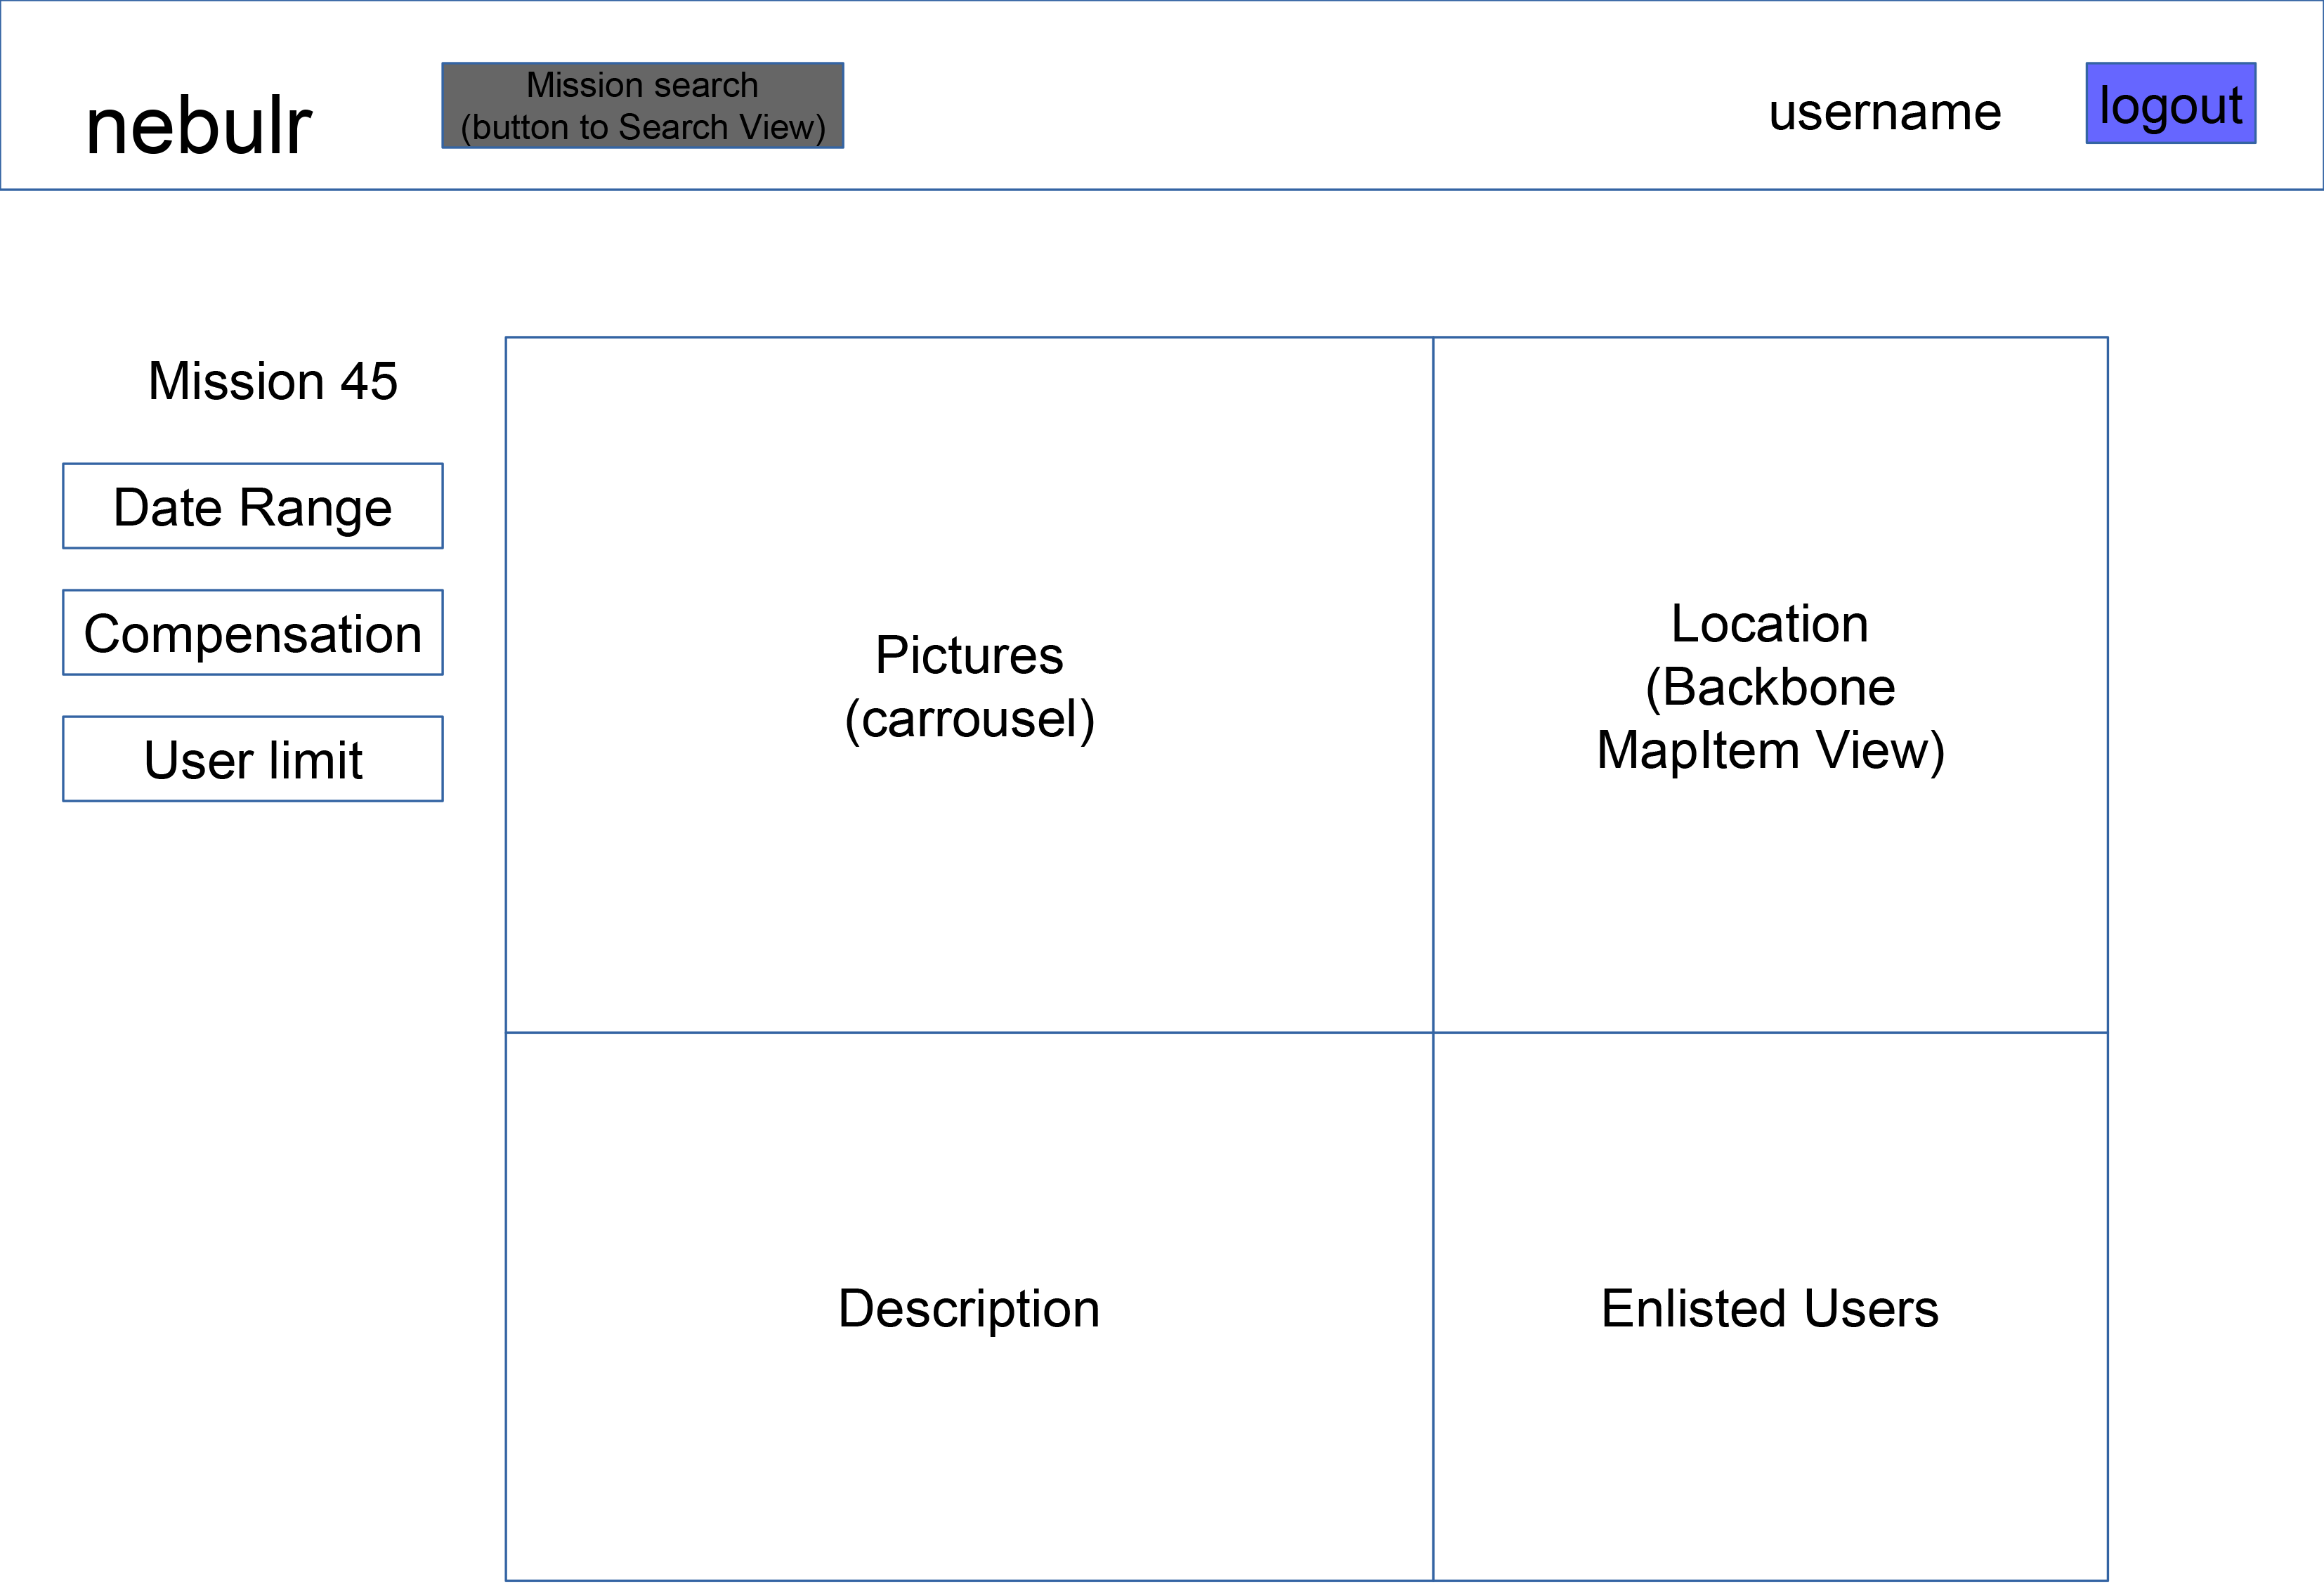 nebulr
Mission search
(button to Search View)
username
logout
Mission 45
Date Range
Compensation
User limit
Pictures
(carrousel)
Location
(Backbone
MapItem View)
Description
Enlisted Users